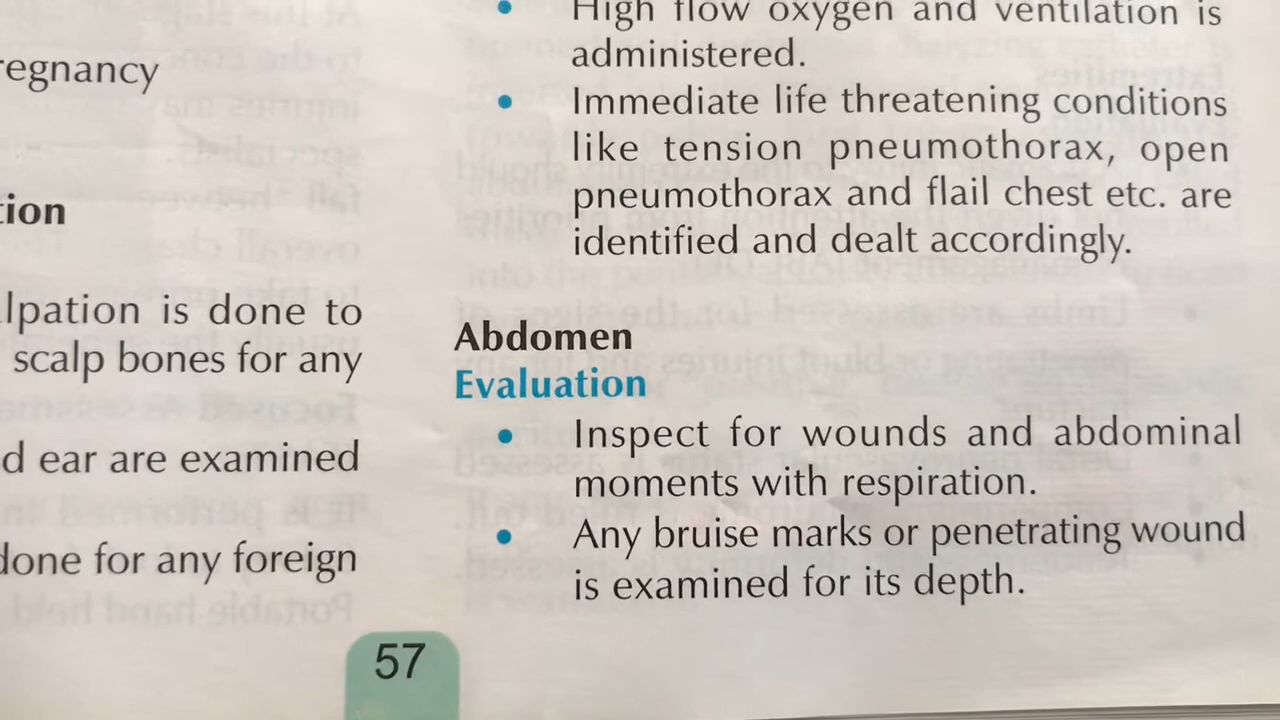 egnancy
tion
lpation is done to
scalp bones for any
d ear are examined
done for any foreign
High flow oxygen and ventilation is
administered.
• Immediate life threatening conditions
like tension pneumothorax, open
pneumothorax and flail chest etc. are
identified and dealt accordingly.
Abdomen
Evaluation
• Inspect for wounds and abdominal
moments with respiration.
• Any bruise marks or penetrating wound
is examined for its depth.
57